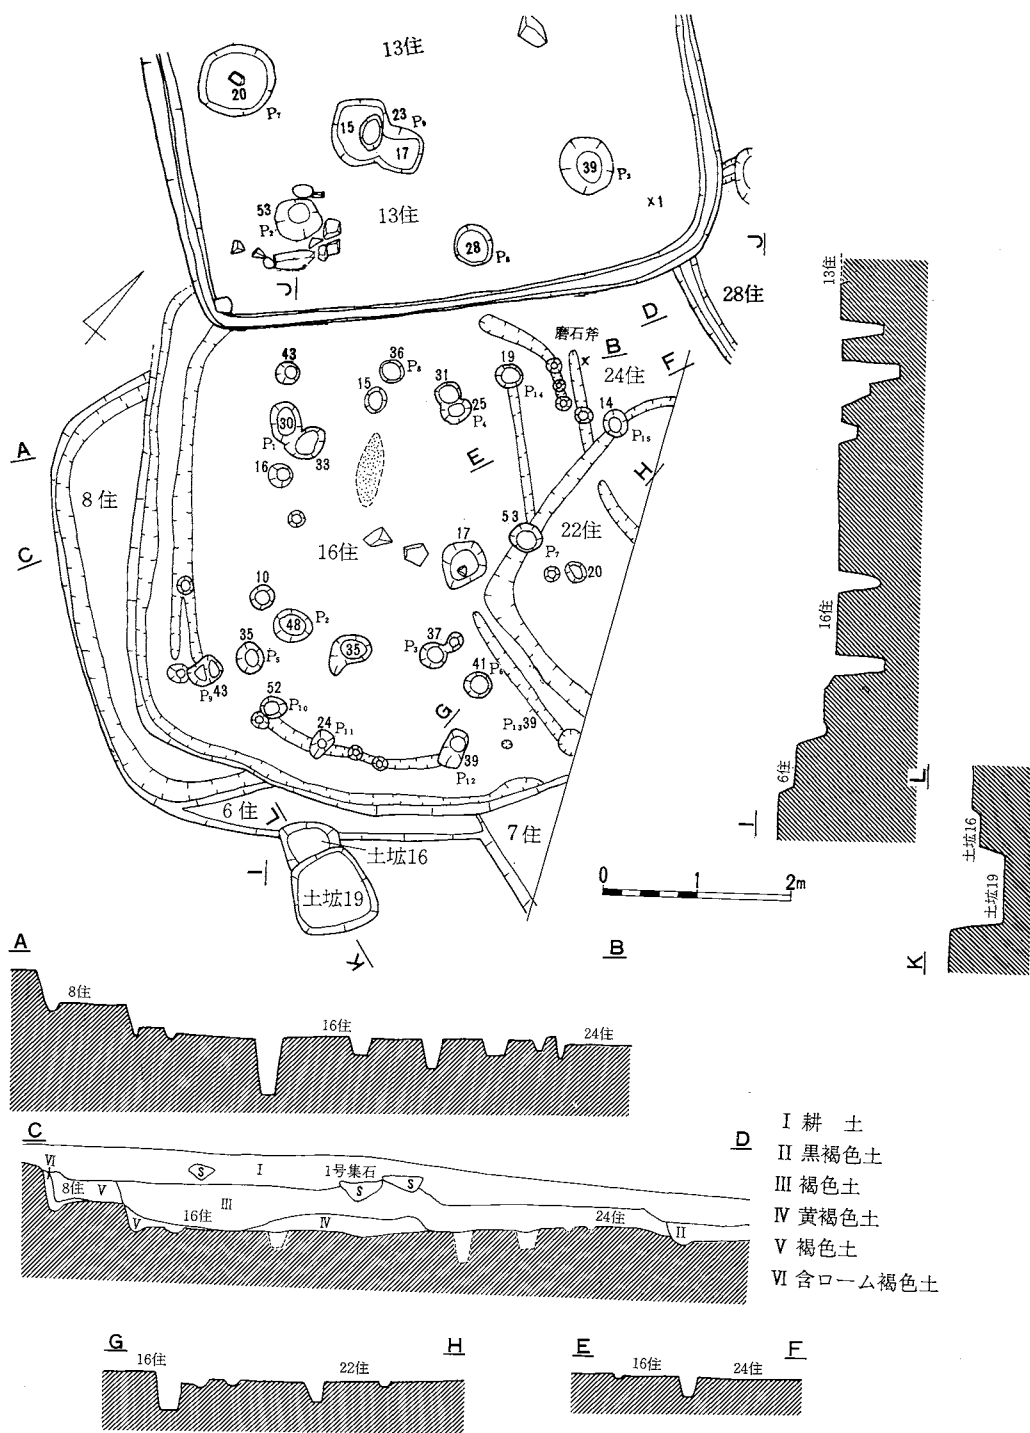 13住
20
P7
23
P9
15
17
39
P3
x1
53
P2
13住
28
P8
J
J
28住
13住
D
磨石斧
B
24住
F
43
36
P8
15
31
25
P4
19
P14
x
14
P15
A
30
P1
33
16
E
H
8住
C
16住
17
53
P7
22住
20
10
48
P2
35
P5
35
37
P3
41
P6
P9
43
52
P10
24
P11
G
39
P12
P13
39
16住
6住
7住
L
I
土坛16
土坛19
K
6住
I
L
土坛16
土坛19
K
0 1 2m
A
B
8住
16住
24住
C
D
VI
8住
V
V
16住
S
I
III
1号集石
S
S
IV
24住
II
I 耕 土
II 黒褐色土
III 褐色土
IV 黄褐色土
V 褐色土
VI 含ローム褐色土
G
H
16住
22住
E
F
16住
24住